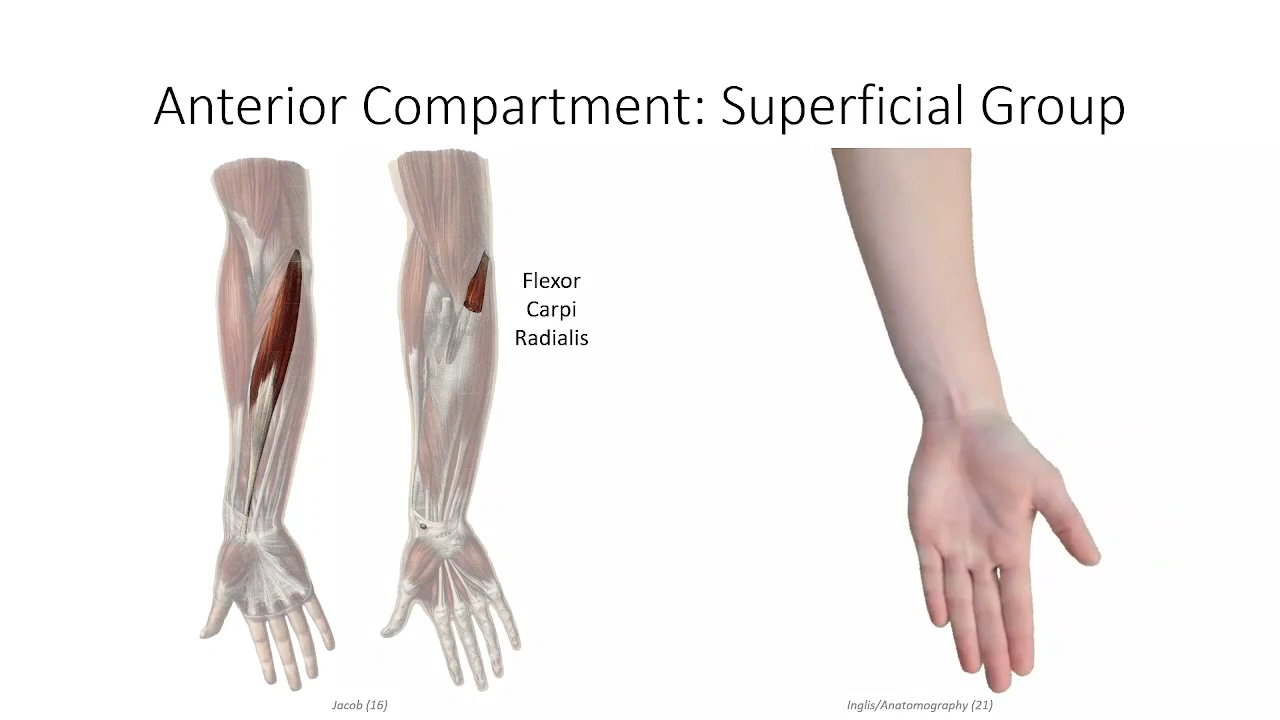 Anterior Compartment: Superficial Group
Flexor
Carpi
Radialis
Jacob (16)
Inglis/Anatomography (21)